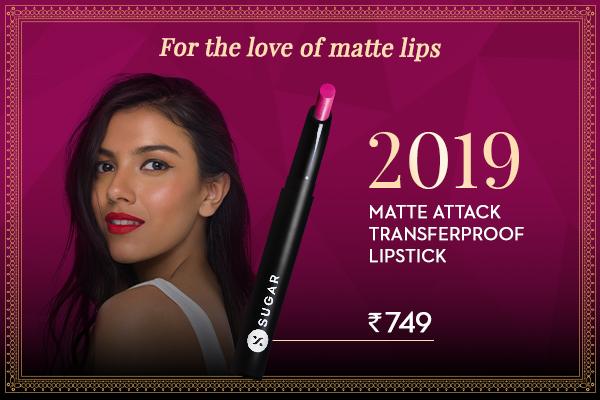 For the love of matte lips
2019
MATTE ATTACK
TRANSFERPROOF
LIPSTICK
₹749
SUGAR